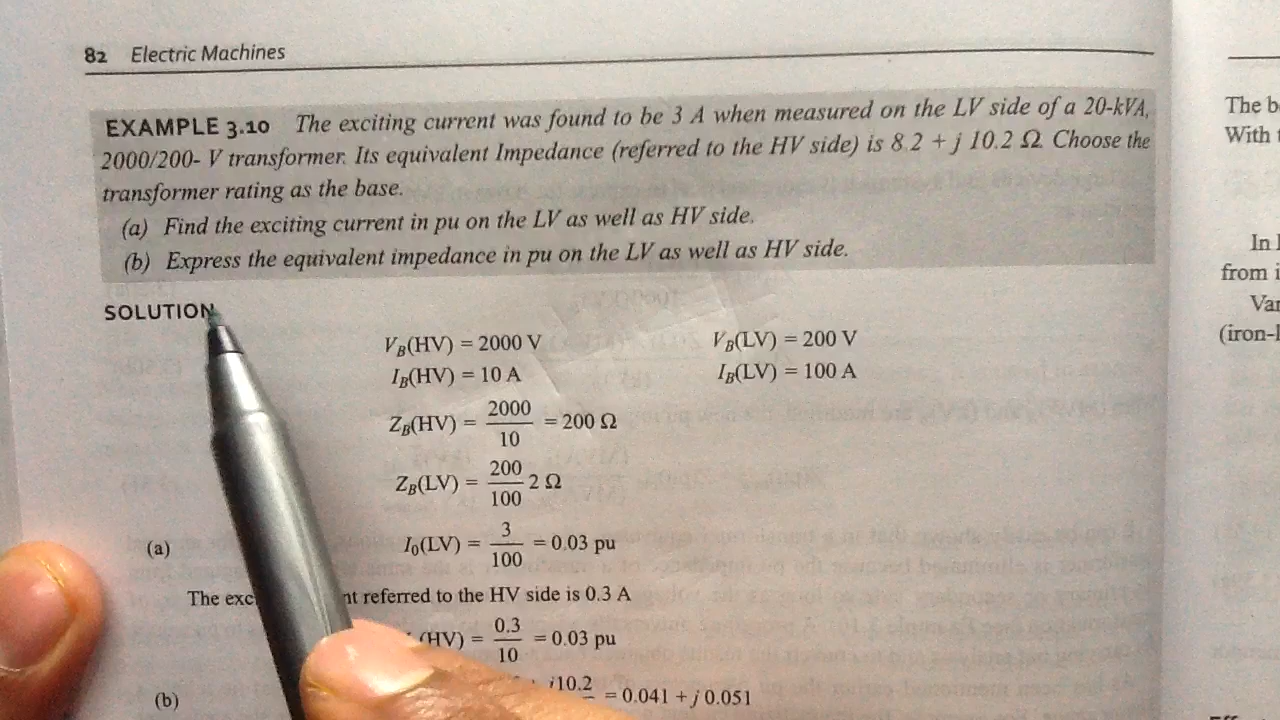 82 Electric Machines
EXAMPLE 3.10 The exciting current was found to be 3 A when measured on the LV side of a 20-kVA,
2000/200- V transformer. Its equivalent Impedance (referred to the HV side) is 8.2 + j 10.2 Ω. Choose the
transformer rating as the base.
(a) Find the exciting current in pu on the LV as well as HV side.
(b) Express the equivalent impedance in pu on the LV as well as HV side.
SOLUTION
V_B(HV) = 2000 V V_B(LV) = 200 V
I_B(HV) = 10 A I_B(LV) = 100 A
Z_B(HV) = 2000/10 = 200 Ω
Z_B(LV) = 200/100 2 Ω
(a) I_0(LV) = 3/100 = 0.03 pu
The referred to the HV side is 0.3 A
(HV) = 0.3/10 = 0.03 pu
(b) j10.2 = 0.041 + j 0.051
The
With
In
from
(iron-